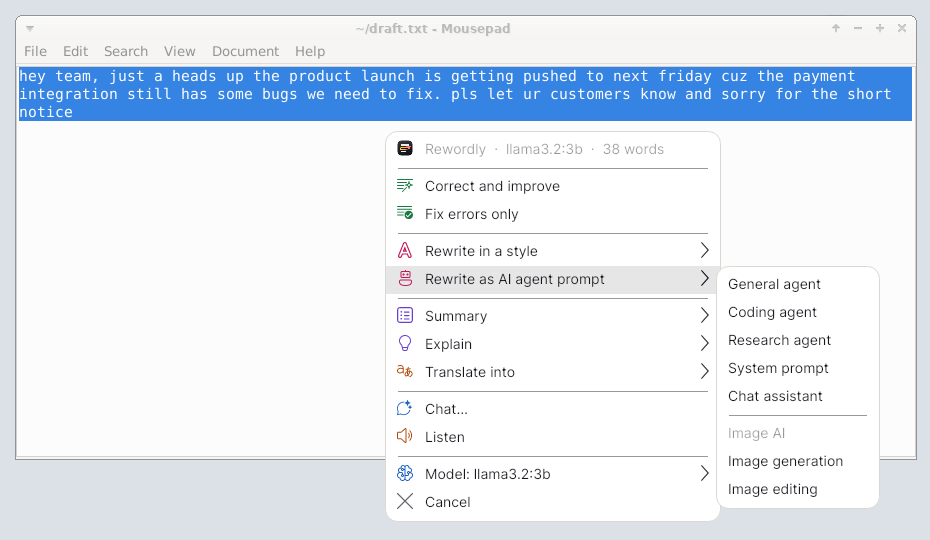 ~/draft.txt - Mousepad
File Edit Search View Document Help
hey team, just a heads up the product launch is getting pushed to next friday cuz the payment
integration still has some bugs we need to fix. pls let ur customers know and sorry for the short
notice
Rewordly · llama3.2:3b · 38 words
Correct and improve
Fix errors only
Rewrite in a style
Rewrite as AI agent prompt
Summary
Explain
Translate into
Chat...
Listen
Model: llama3.2:3b
Cancel
General agent
Coding agent
Research agent
System prompt
Chat assistant
Image AI
Image generation
Image editing